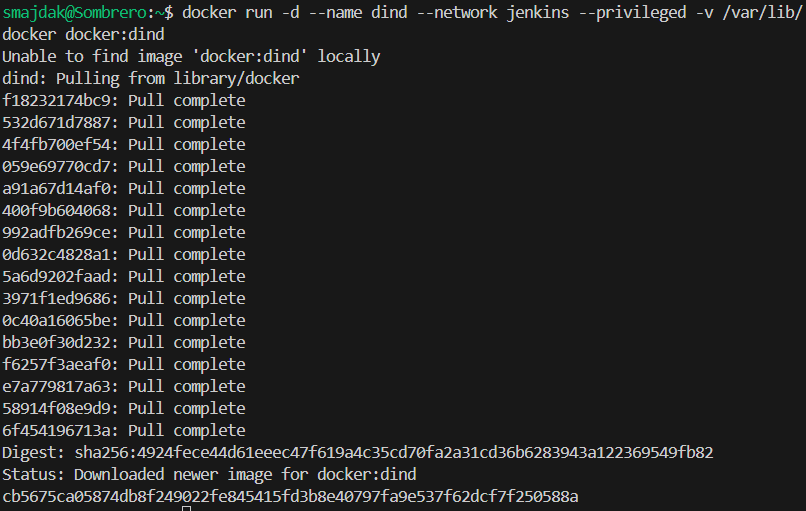 smajdak@Sombrero:~$ docker run -d --name dind --network jenkins --privileged -v /var/lib/
docker docker:dind
Unable to find image 'docker:dind' locally
dind: Pulling from library/docker
f18232174bc9: Pull complete
532d671d7887: Pull complete
4f4fb700ef54: Pull complete
059e69770cd7: Pull complete
a91a67d14af0: Pull complete
400f9b604068: Pull complete
992adfb269ce: Pull complete
0d632c4828a1: Pull complete
5a6d9202faad: Pull complete
3971f1ed9686: Pull complete
0c40a16065be: Pull complete
bb3e0f30d232: Pull complete
f6257f3aeaf0: Pull complete
e7a779817a63: Pull complete
58914f08e9d9: Pull complete
6f454196713a: Pull complete
Digest: sha256:4924fece44d61eeec47f619a4c35cd70fa2a31cd36b6283943a122369549fb82
Status: Downloaded newer image for docker:dind
cb5675ca05874db8f249022fe845415fd3b8e40797fa9e537f62dcf7f250588a